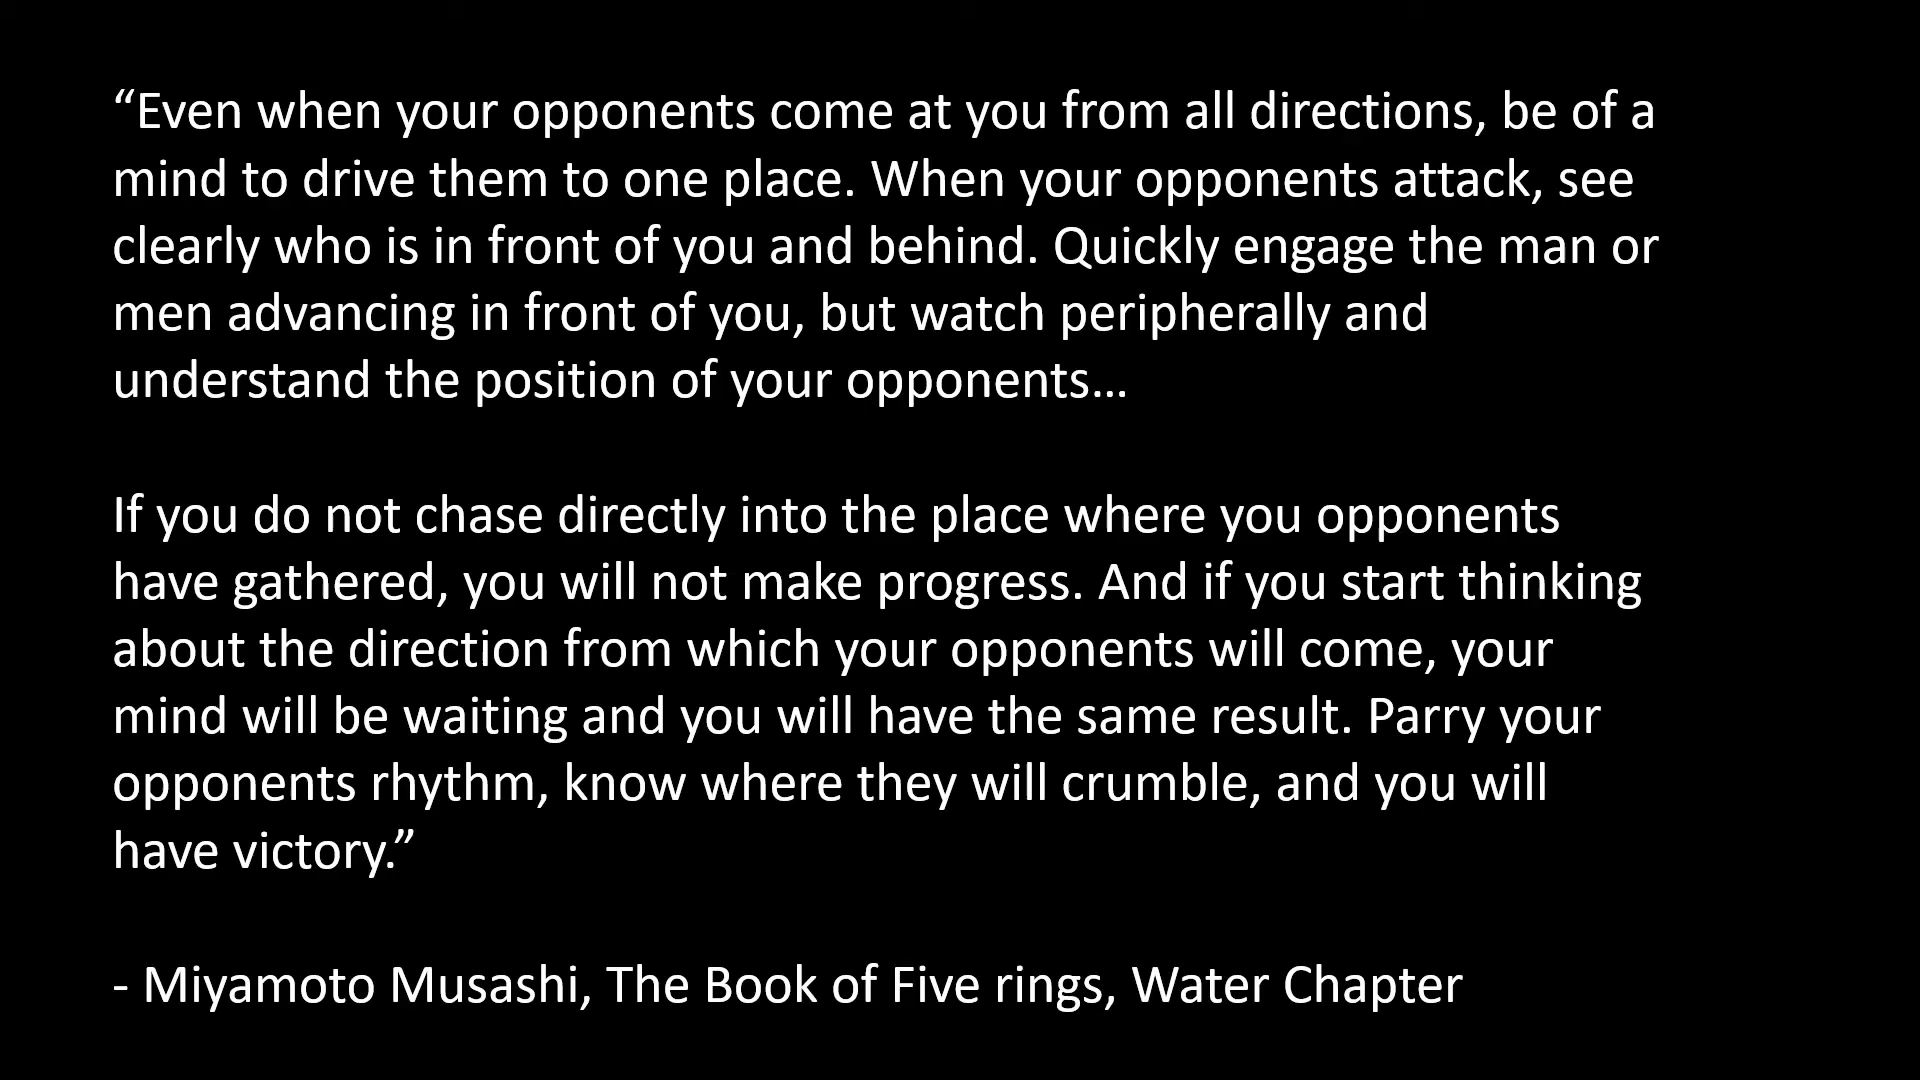 “Even when your opponents come at you from all directions, be of a
mind to drive them to one place. When your opponents attack, see
clearly who is in front of you and behind. Quickly engage the man or
men advancing in front of you, but watch peripherally and
understand the position of your opponents…
If you do not chase directly into the place where you opponents
have gathered, you will not make progress. And if you start thinking
about the direction from which your opponents will come, your
mind will be waiting and you will have the same result. Parry your
opponents rhythm, know where they will crumble, and you will
have victory.”
- Miyamoto Musashi, The Book of Five rings, Water Chapter